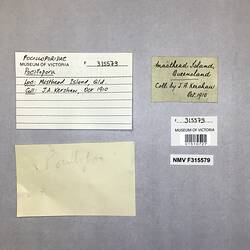 POCILLOPORIDAE
MUSEUM OF VICTORIA F 315579
Pocillopora
Loc: Masthead Island, Qld
Coll: J.A. Kershaw, Oct 1910
Masthead Island,
Queensland
Coll. by J.A. Kershaw
Oct. 1910
MUSEUM OF VICTORIA
F 315579
NMV F315579